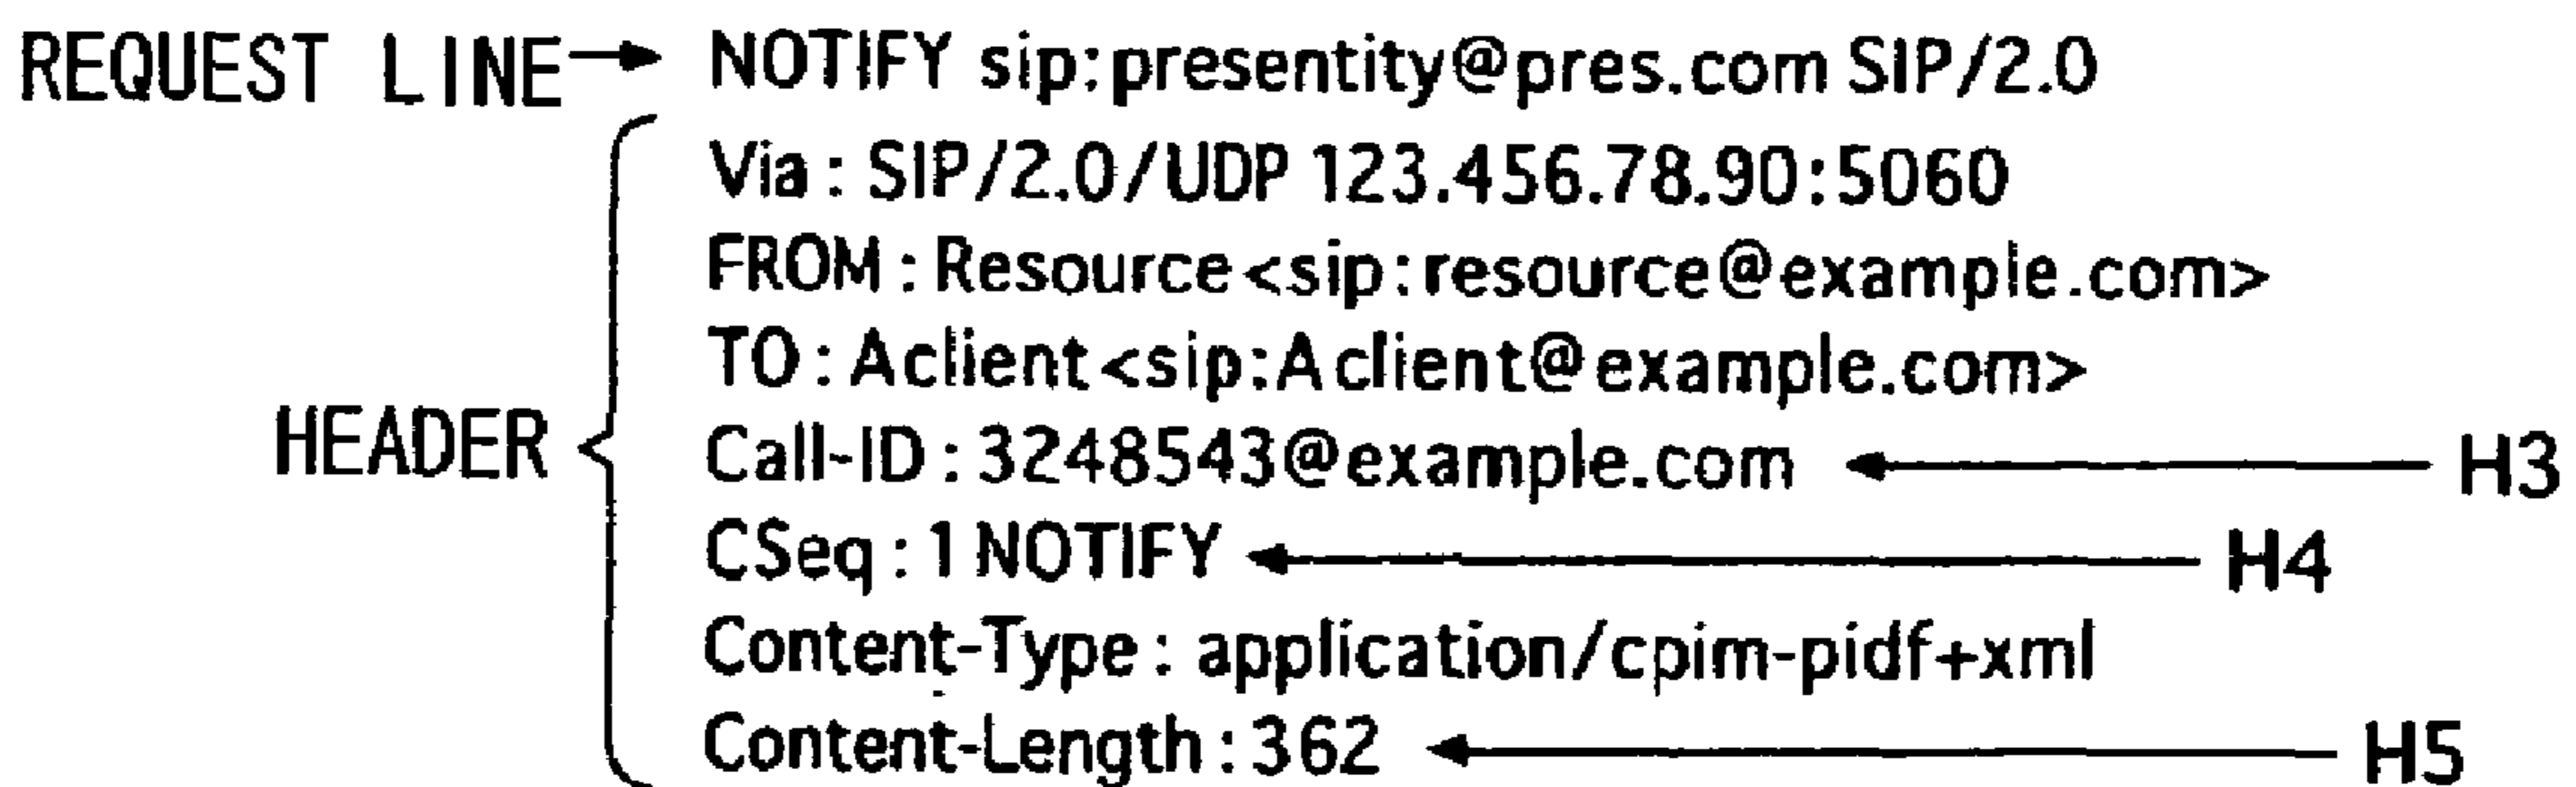 REQUEST LINE → NOTIFY sip:presentity@pres.com SIP/2.0
Via : SIP/2.0/UDP 123.456.78.90:5060
FROM : Resource<sip:resource@example.com>
TO : Aclient<sip:Aclient@example.com>
HEADER Call-ID : 3248543@example.com ← H3
CSeq : 1 NOTIFY ← H4
Content-Type : application/cpim-pidf+xml
Content-Length : 362 ← H5